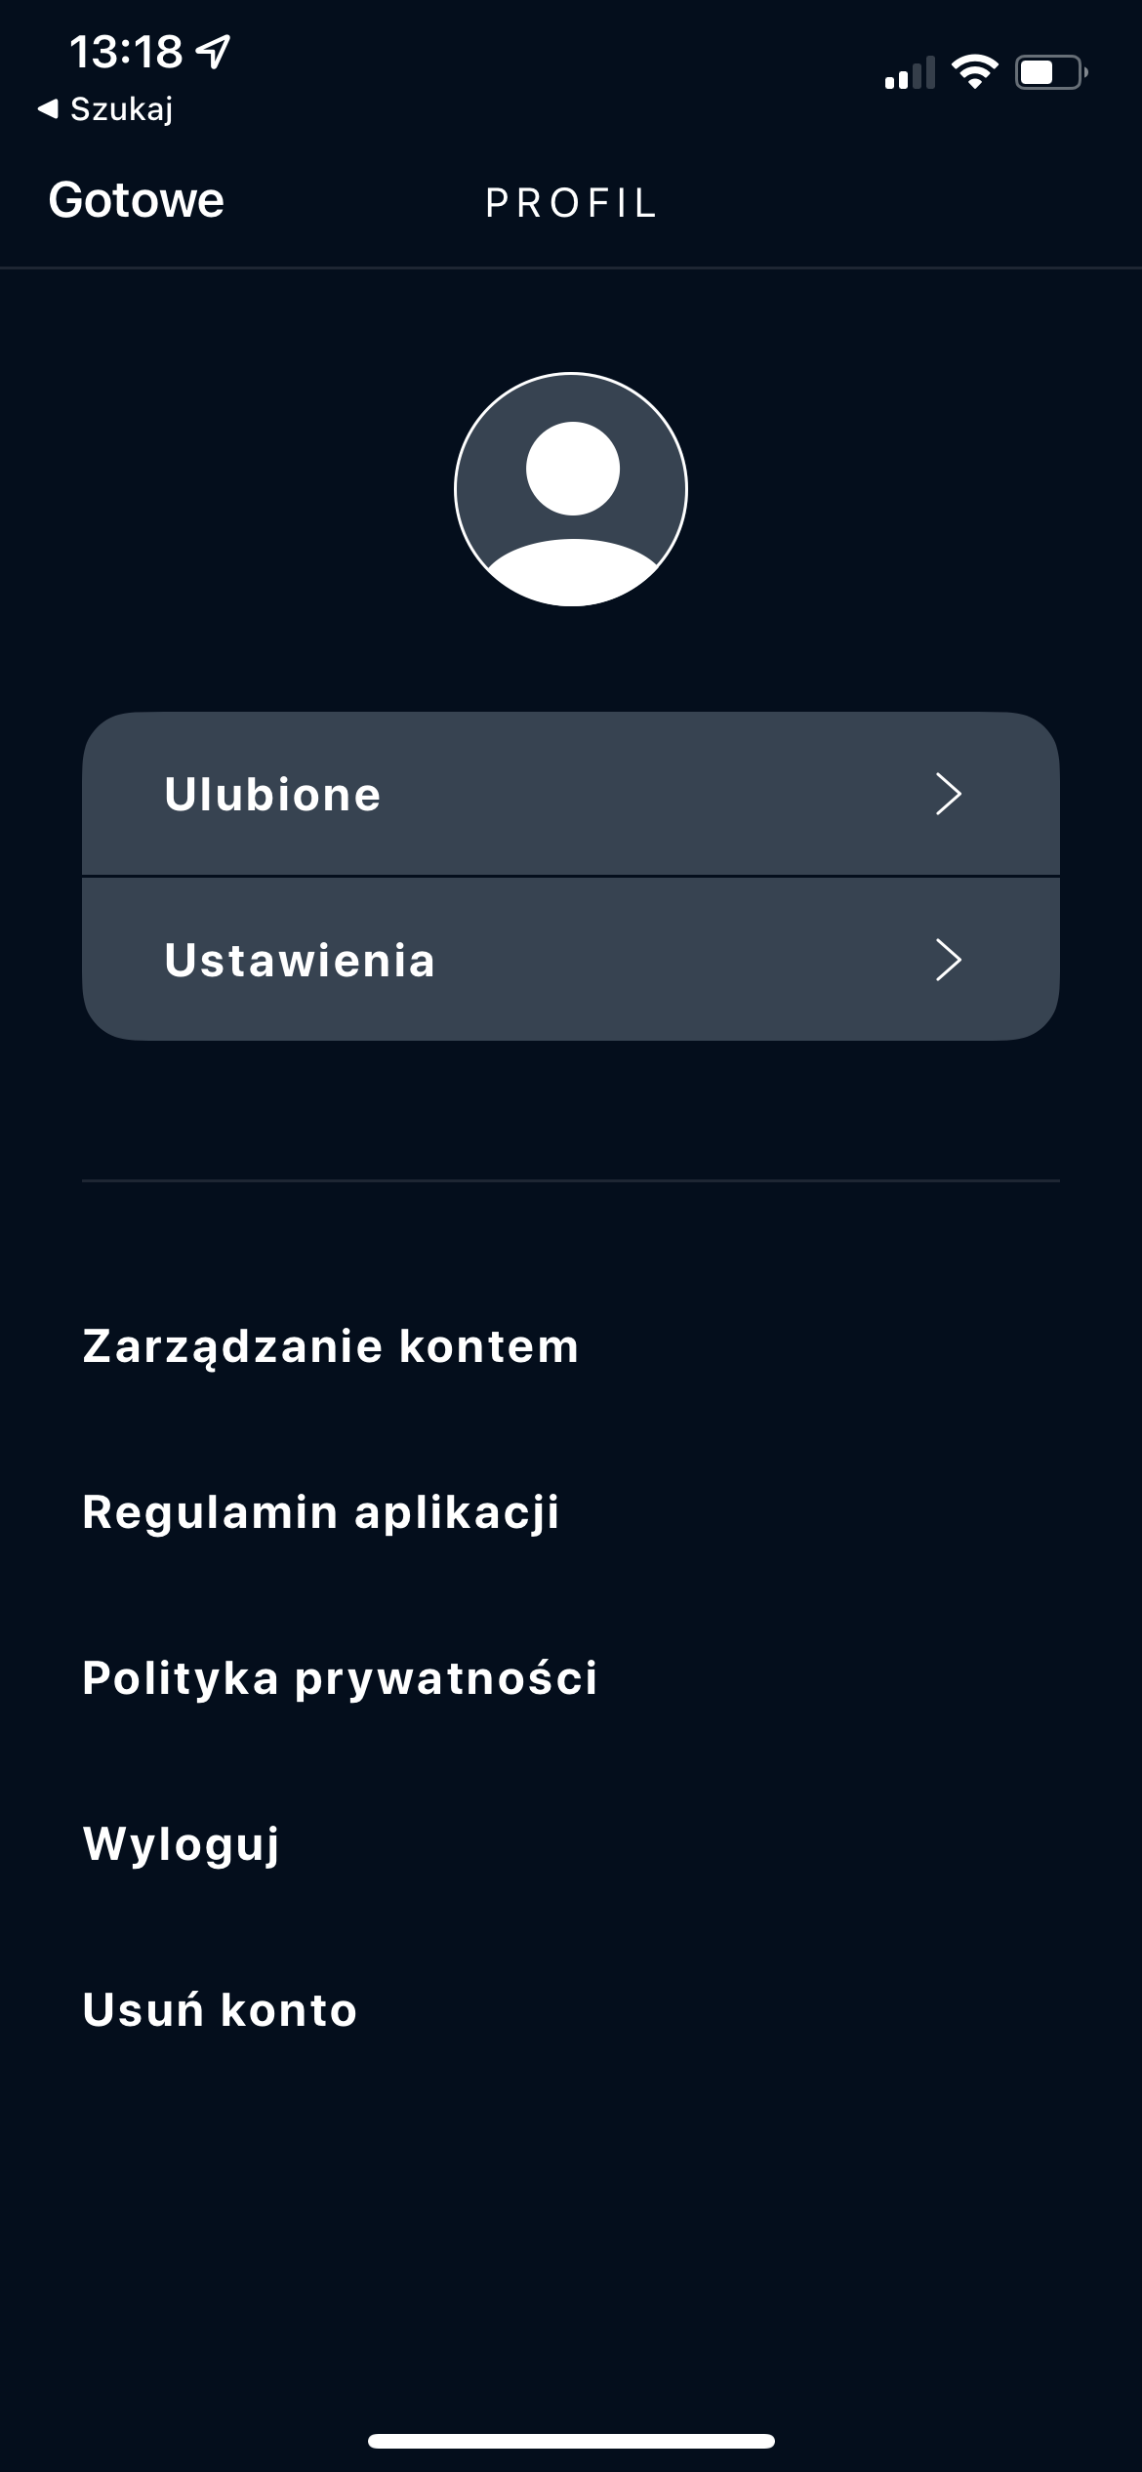 13:18
Szukaj
Gotowe
PROFIL
Ulubione
Ustawienia
Zarządzanie kontem
Regulamin aplikacji
Polityka prywatności
Wyloguj
Usuń konto